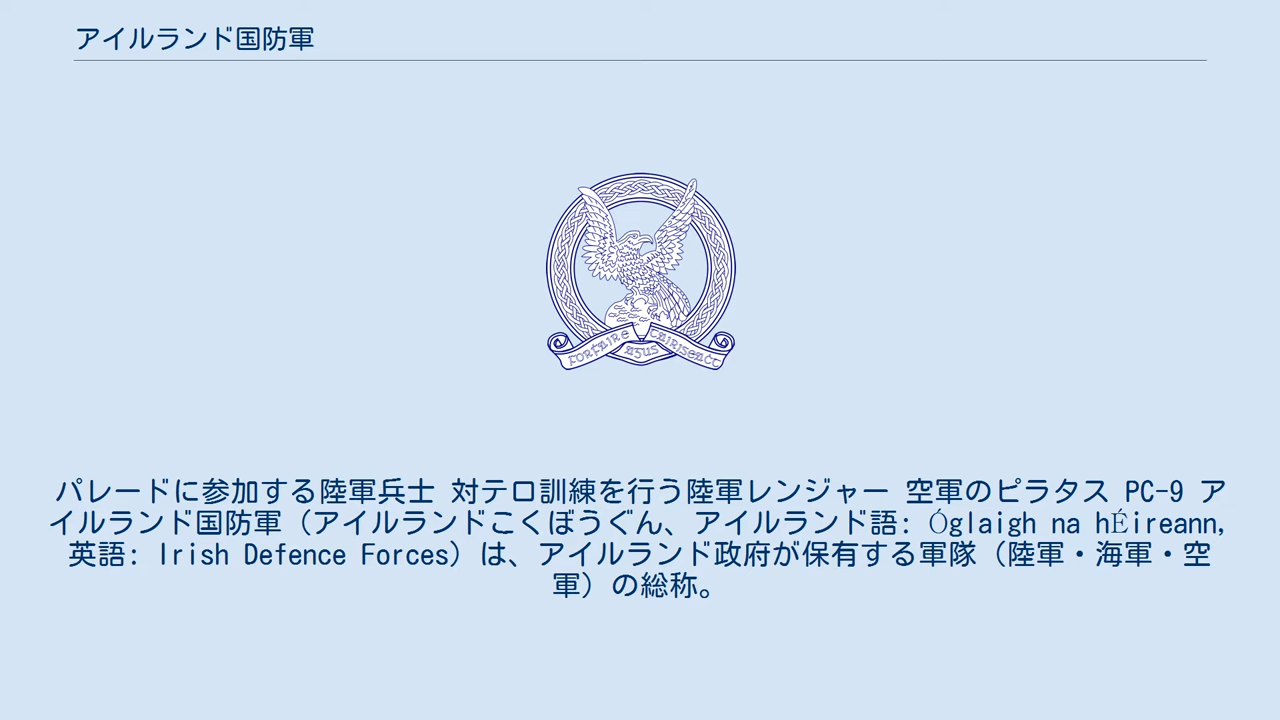 アイルランド国防軍
FORFAIRE AGUS TAIRISEACT
パレードに参加する陸軍兵士 対テロ訓練を行う陸軍レンジャー 空軍のピラタス PC-9 ア
イルランド国防軍（アイルランドこくぼうぐん、アイルランド語: Óglaigh na hÉireann,
英語: Irish Defence Forces）は、アイルランド政府が保有する軍隊（陸軍・海軍・空
軍）の総称。